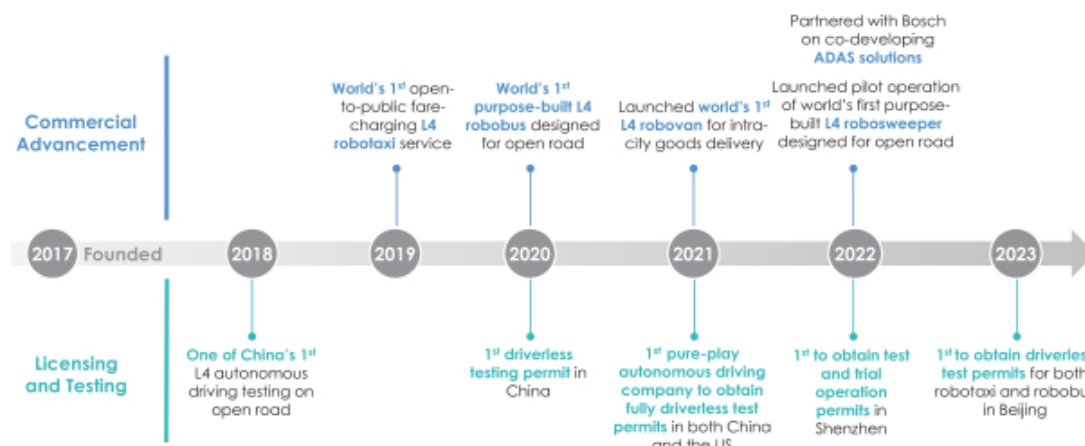 Partnered with Bosch
on co-developing
ADAS solutions
World's 1st open-
to-public fare-
charging L4
robotaxi service
World's 1st
purpose-built L4
robobus designed
for open road
Launched world's 1st
L4 robovan for intra-
city goods delivery
Launched pilot operation
of world's first purpose-
built L4 robosweeper
designed for open road
Commercial
Advancement
2017 Founded 2018 2019 2020 2021 2022 2023
Licensing
and Testing
One of China's 1st
L4 autonomous
driving testing on
open road
1st driverless
testing permit in
China
1st pure-play
autonomous driving
company to obtain
fully driverless test
permits in both China
and the US
1st to obtain test
and trial
operation
permits in
Shenzhen
1st to obtain driverless
test permits for both
robotaxi and robobu
in Beijing